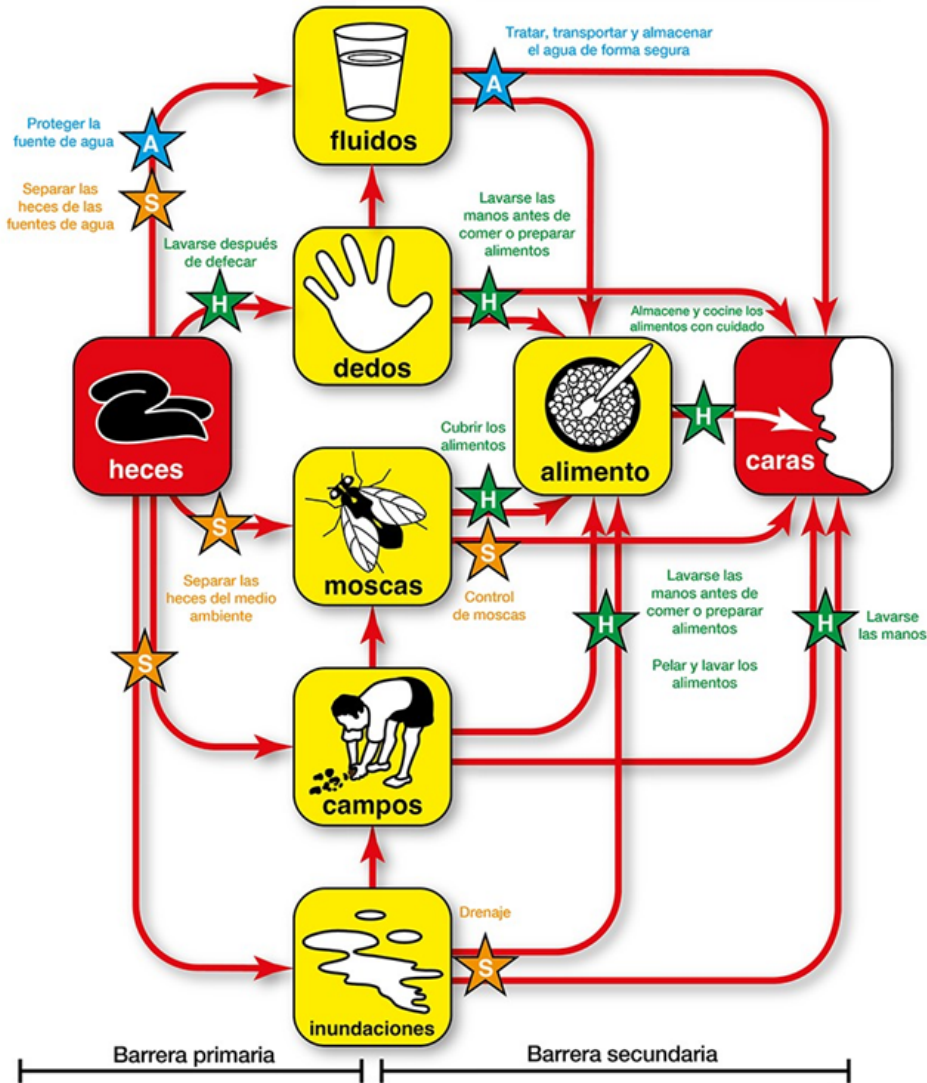 Tratar, transportar y almacenar
el agua de forma segura
A
fluidos
Proteger la
fuente de agua
A
Separar las
heces de las
fuentes de agua
S
Lavarse después
de defecar
H
Lavarse las
manos antes de
comer o preparar
alimentos
H
dedos
Almacene y cocine los
alimentos con cuidado
heces
Cubrir los
alimentos
H
alimento
H
caras
S
moscas
S
Control
de moscas
Separar las
heces del medio
ambiente
S
H
Lavarse las
manos antes de
comer o preparar
alimentos
Pelar y lavar los
alimentos
H
Lavarse
las manos
campos
Drenaje
S
inundaciones
Barrera primaria
Barrera secundaria